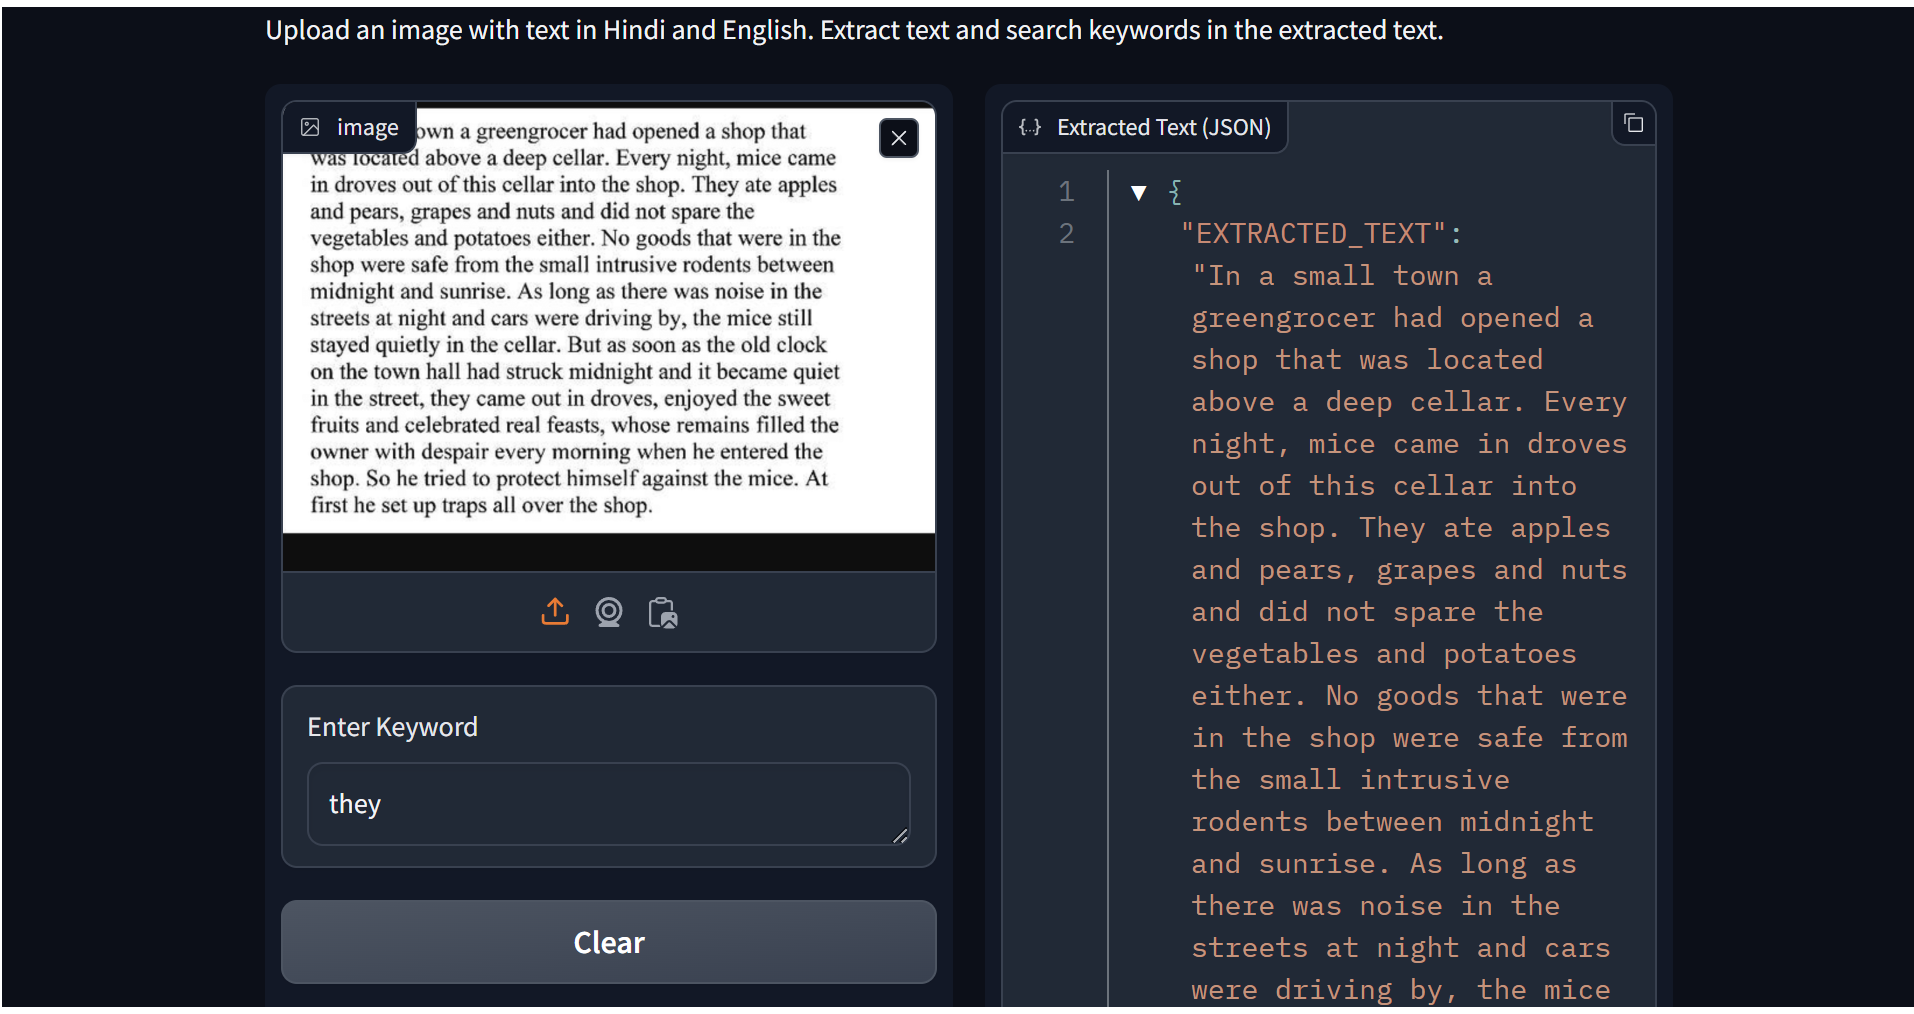 Upload an image with text in Hindi and English. Extract text and search keywords in the extracted text.
image
own a greengrocer had opened a shop that
was located above a deep cellar. Every night, mice came
in droves out of this cellar into the shop. They ate apples
and pears, grapes and nuts and did not spare the
vegetables and potatoes either. No goods that were in the
shop were safe from the small intrusive rodents between
midnight and sunrise. As long as there was noise in the
streets at night and cars were driving by, the mice still
stayed quietly in the cellar. But as soon as the old clock
on the town hall had struck midnight and it became quiet
in the street, they came out in droves, enjoyed the sweet
fruits and celebrated real feasts, whose remains filled the
owner with despair every morning when he entered the
shop. So he tried to protect himself against the mice. At
first he set up traps all over the shop.
Enter Keyword
they
Clear
{..} Extracted Text (JSON)
1 ▼ {
2 "EXTRACTED_TEXT":
"In a small town a
greengrocer had opened a
shop that was located
above a deep cellar. Every
night, mice came in droves
out of this cellar into
the shop. They ate apples
and pears, grapes and nuts
and did not spare the
vegetables and potatoes
either. No goods that were
in the shop were safe from
the small intrusive
rodents between midnight
and sunrise. As long as
there was noise in the
streets at night and cars
were driving by, the mice